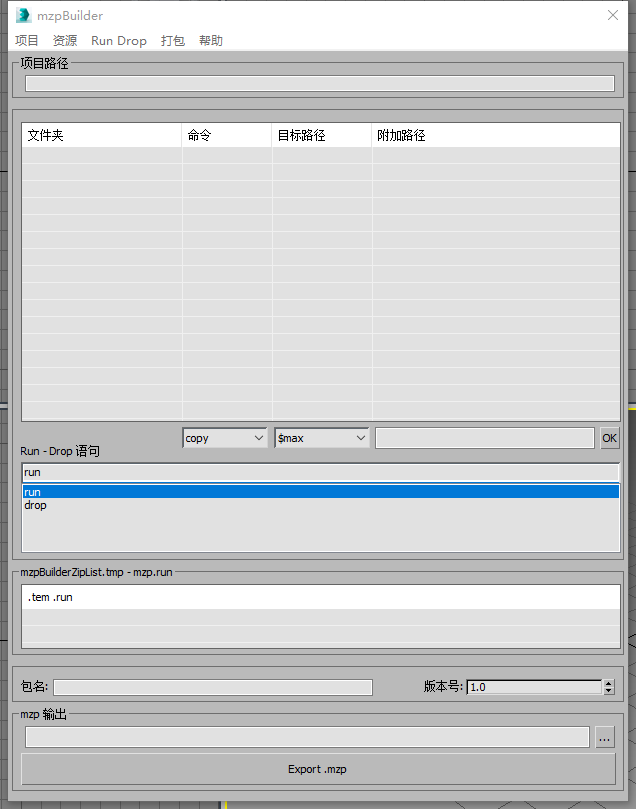 mzpBuilder
项目 资源 Run Drop 打包 帮助
项目路径
文件夹 命令 目标路径 附加路径
copy $max OK
Run - Drop 语句
run
run
drop
mzpBuilderZipList.tmp - mzp.run
.tem .run
包名: 版本号: 1.0
mzp 输出
...
Export .mzp